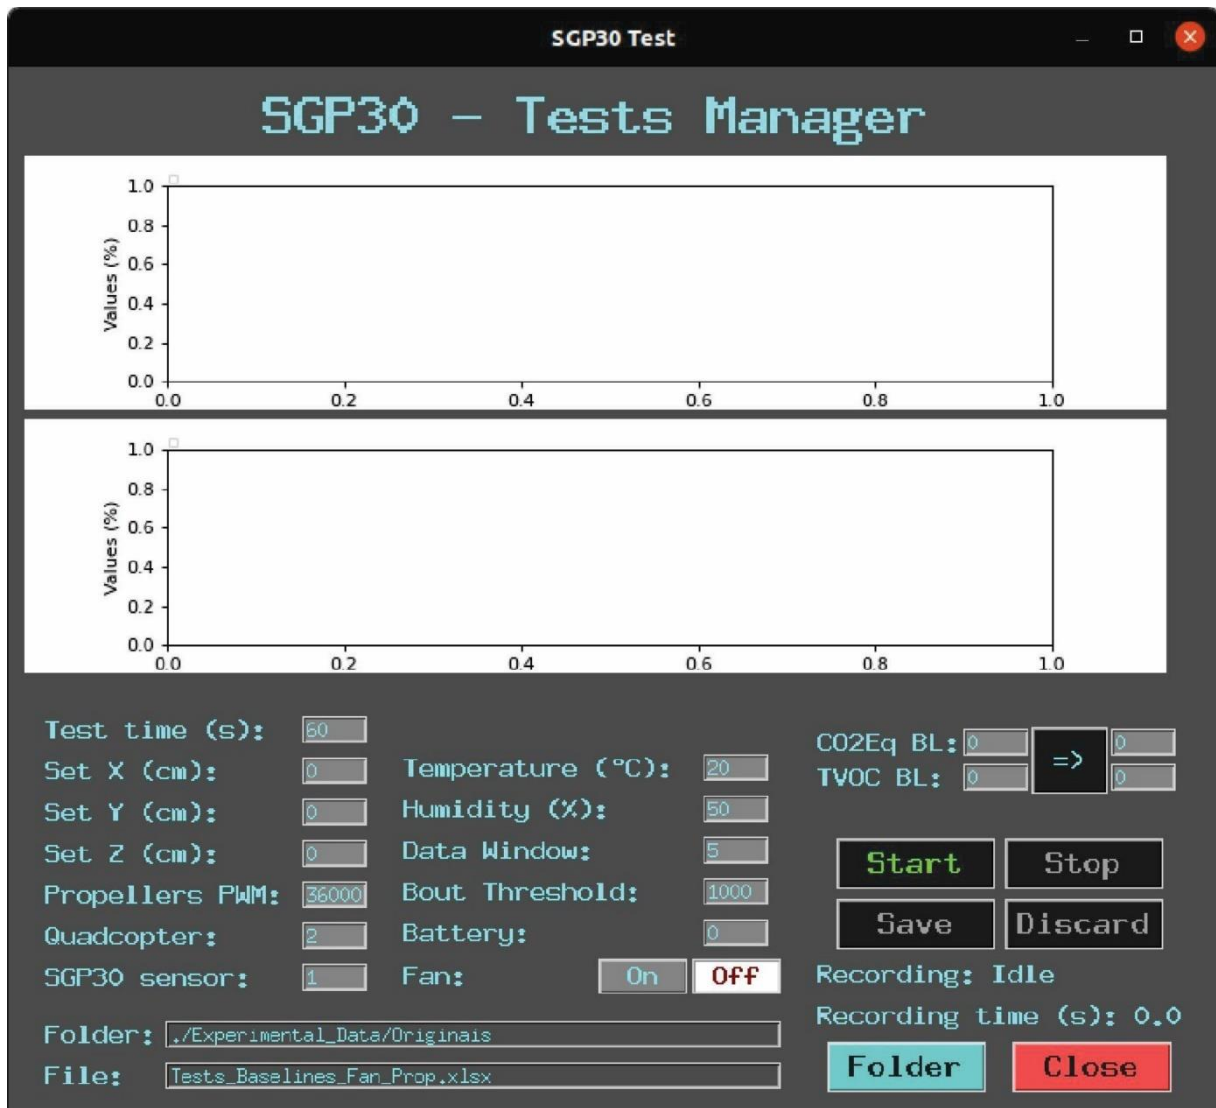 SGP30 Test
SGP30 – Tests Manager
1.0
0.8
0.6
0.4
0.2
0.0
Values (%)
0.0 0.2 0.4 0.6 0.8 1.0
1.0
0.8
0.6
0.4
0.2
0.0
Values (%)
0.0 0.2 0.4 0.6 0.8 1.0
Test time (s): 60
Set X (cm): 0
Set Y (cm): 0
Set Z (cm): 0
Propellers PWM: 36000
Quadcopter: 2
SGP30 sensor: 1
Temperature (°C): 20
Humidity (%): 50
Data Window: 5
Bout Threshold: 1000
Battery: 0
Fan: On Off
CO2Eq BL: 0 => 0
TVOC BL: 0 0
Start Stop
Save Discard
Recording: Idle
Recording time (s): 0.0
Folder: ./Experimental_Data/Originais
File: Tests_Baselines_Fan_Prop.xlsx
Folder Close